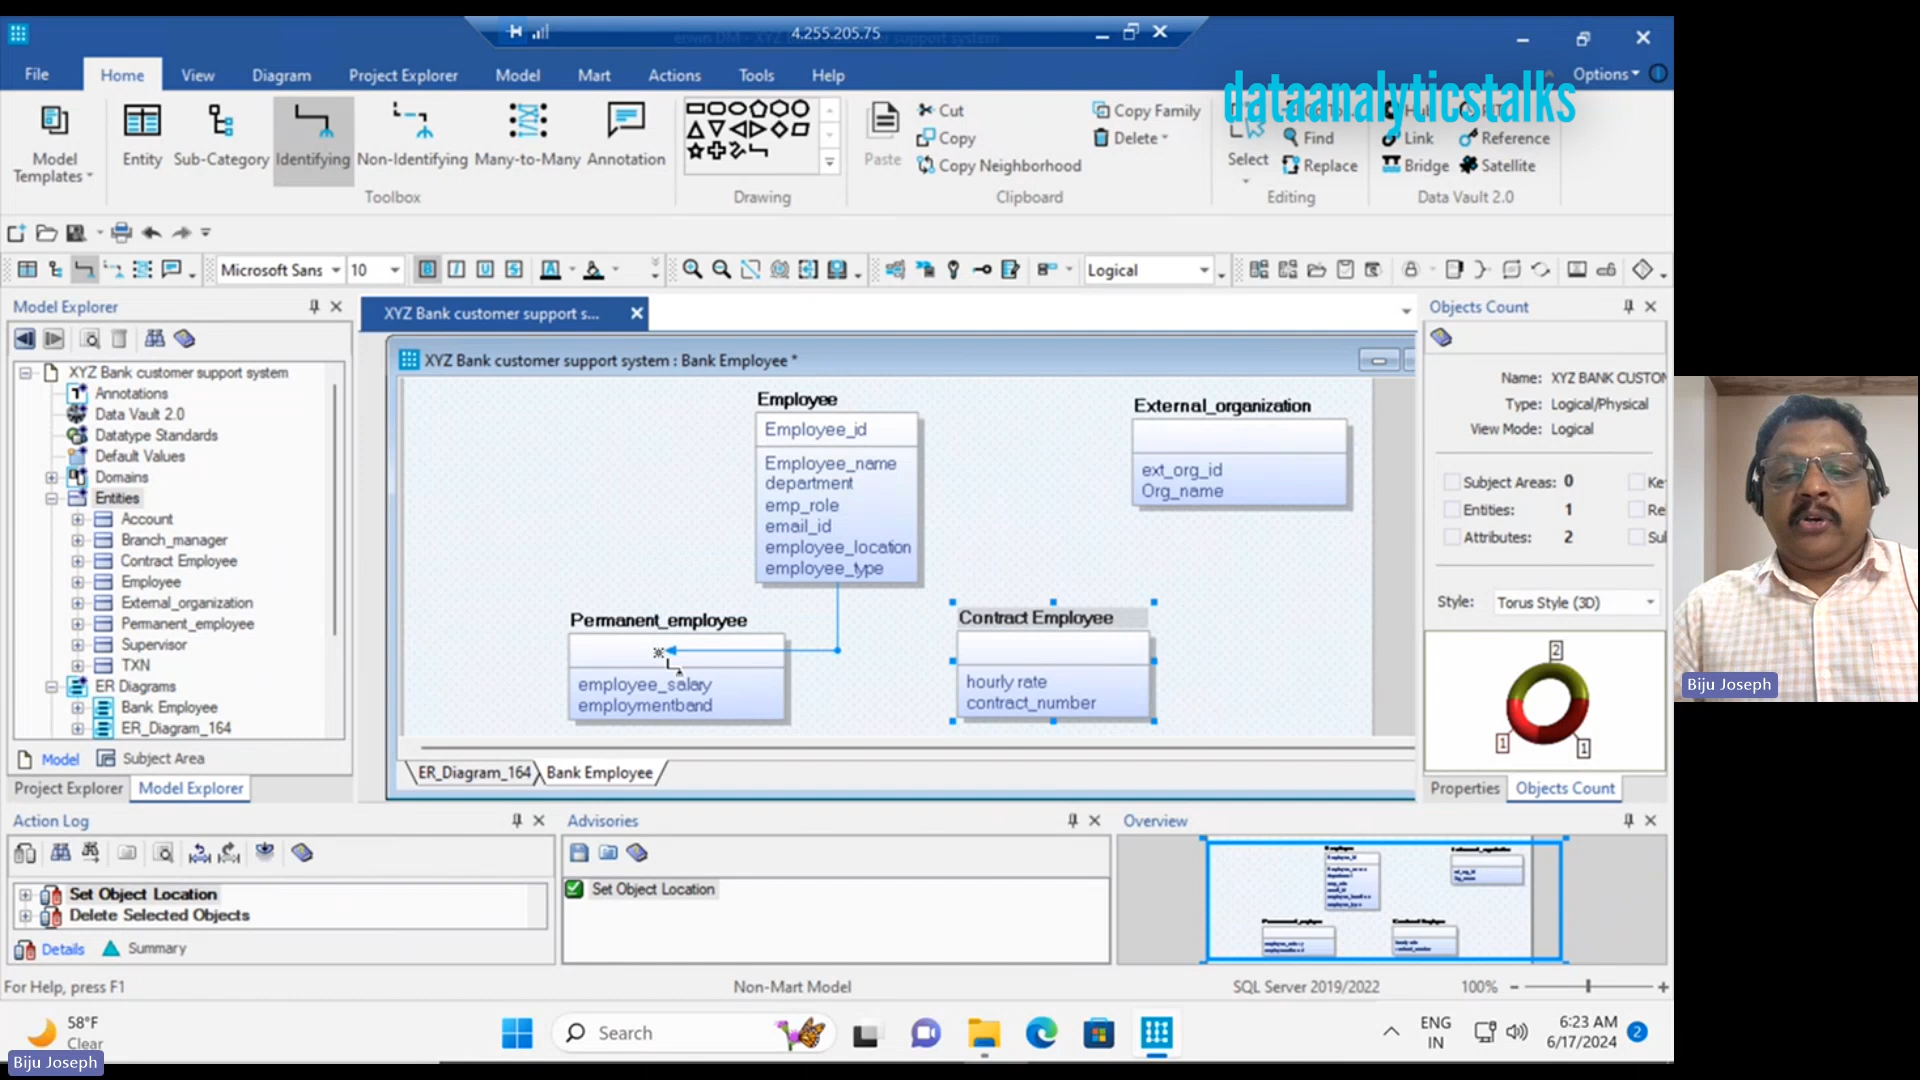 4.255.205.75
File Home View Diagram Project Explorer Model Mart Actions Tools Help Options
dataanalyticstalks
Model Templates
Entity Sub-Category Identifying Non-Identifying Many-to-Many Annotation
Toolbox
Drawing
Paste
Cut
Copy
Copy Neighborhood
Copy Family
Delete
Clipboard
Select
Find
Replace
Editing
Link
Reference
Bridge
Satellite
Data Vault 2.0
Microsoft Sans 10
Logical
Model Explorer
XYZ Bank customer support system
Annotations
Data Vault 2.0
Datatype Standards
Default Values
Domains
Entities
Account
Branch_manager
Contract Employee
Employee
External_organization
Permanent_employee
Supervisor
TXN
ER Diagrams
Bank Employee
ER_Diagram_164
Model Subject Area
Project Explorer Model Explorer
XYZ Bank customer support s...
XYZ Bank customer support system : Bank Employee *
Employee
Employee_id
Employee_name
department
emp_role
email_id
employee_location
employee_type
External_organization
ext_org_id
Org_name
Permanent_employee
employee_salary
employmentband
Contract Employee
hourly rate
contract_number
ER_Diagram_164 Bank Employee
Objects Count
Name: XYZ BANK CUSTOM
Type: Logical/Physical
View Mode: Logical
Subject Areas: 0 Ke
Entities: 1 Re
Attributes: 2 Sul
Style: Torus Style (3D)
2
1
1
Properties Objects Count
Action Log
Set Object Location
Delete Selected Objects
Details Summary
Advisories
Set Object Location
Overview
For Help, press F1
Non-Mart Model
SQL Server 2019/2022
100%
58°F
Clear
Search
ENG
IN
6:23 AM
6/17/2024
2
Biju Joseph
Biju Joseph